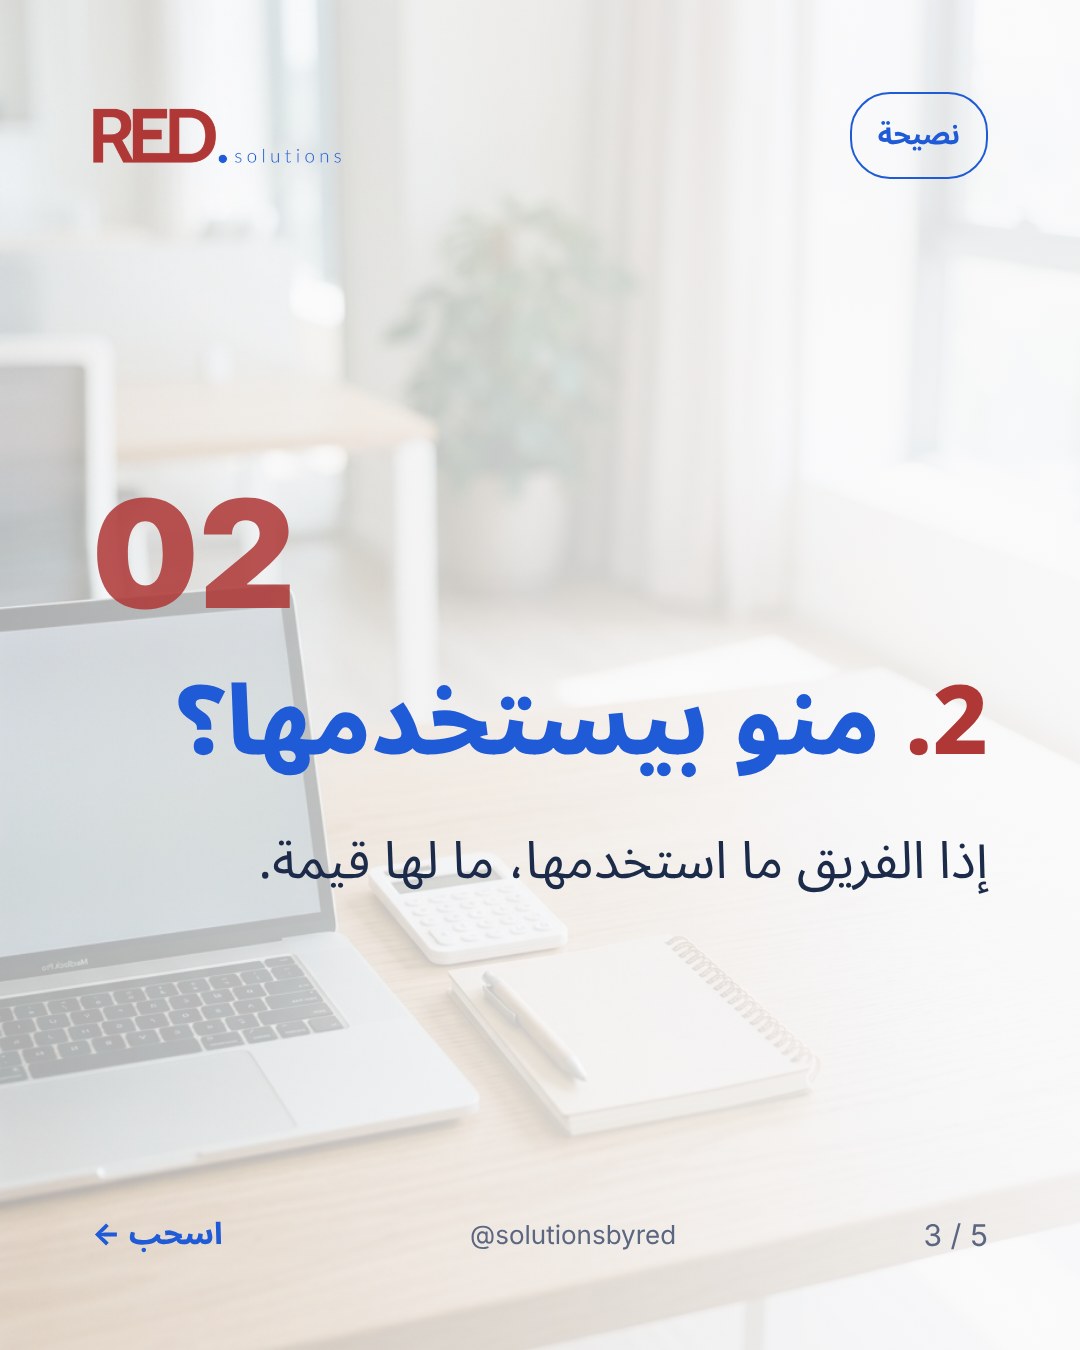 RED. solutions
نصيحة
02
2. منو بيستخدمها؟
إذا الفريق ما استخدمها، ما لها قيمة.
اسحب ←
@solutionsbyred
3 / 5